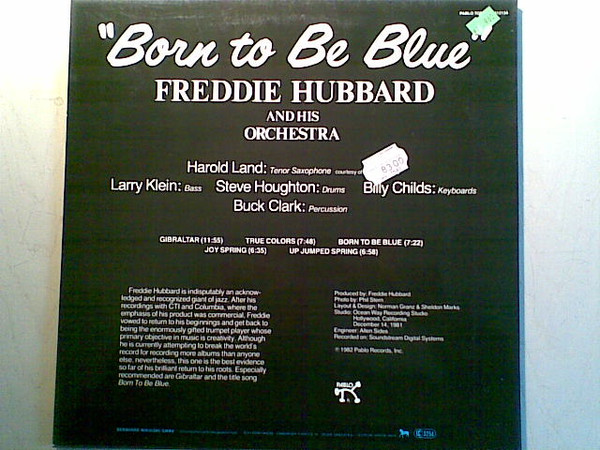 PABLO
"Born to Be Blue"
FREDDIE HUBBARD
AND HIS
ORCHESTRA
Harold Land: Tenor Saxophone courtesy of
8300
Larry Klein: Bass Steve Houghton: Drums Billy Childs: Keyboards
Buck Clark: Percussion
GIBRALTAR (11:55) TRUE COLORS (7:48) BORN TO BE BLUE (7:22)
JOY SPRING (6:35) UP JUMPED SPRING (6:58)
Freddie Hubbard is indisputably an acknow-
ledged and recognized giant of jazz. After his
recordings with CTI and Columbia, where the
emphasis of his product was commercial, Freddie
vowed to return to his beginnings and get back to
being the enormously gifted trumpet player whose
primary objective in music is creativity. Although
he is currently attempting to break the world's
record for recording more albums than anyone
else, nevertheless, this one is the best evidence
so far of his brilliant return to his roots. Especially
recommended are Gibraltar and the title song
Born To Be Blue.
Produced by: Freddie Hubbard
Photo by: Phil Stern
Layout & Design: Norman Granz & Sheldon Marks
Studio: Ocean Way Recording Studio
Hollywood, California
December 14, 1981
Engineer: Allen Sides
Recorded on: Soundstream Digital Systems
℗ 1982 Pablo Records, Inc.
PABLO